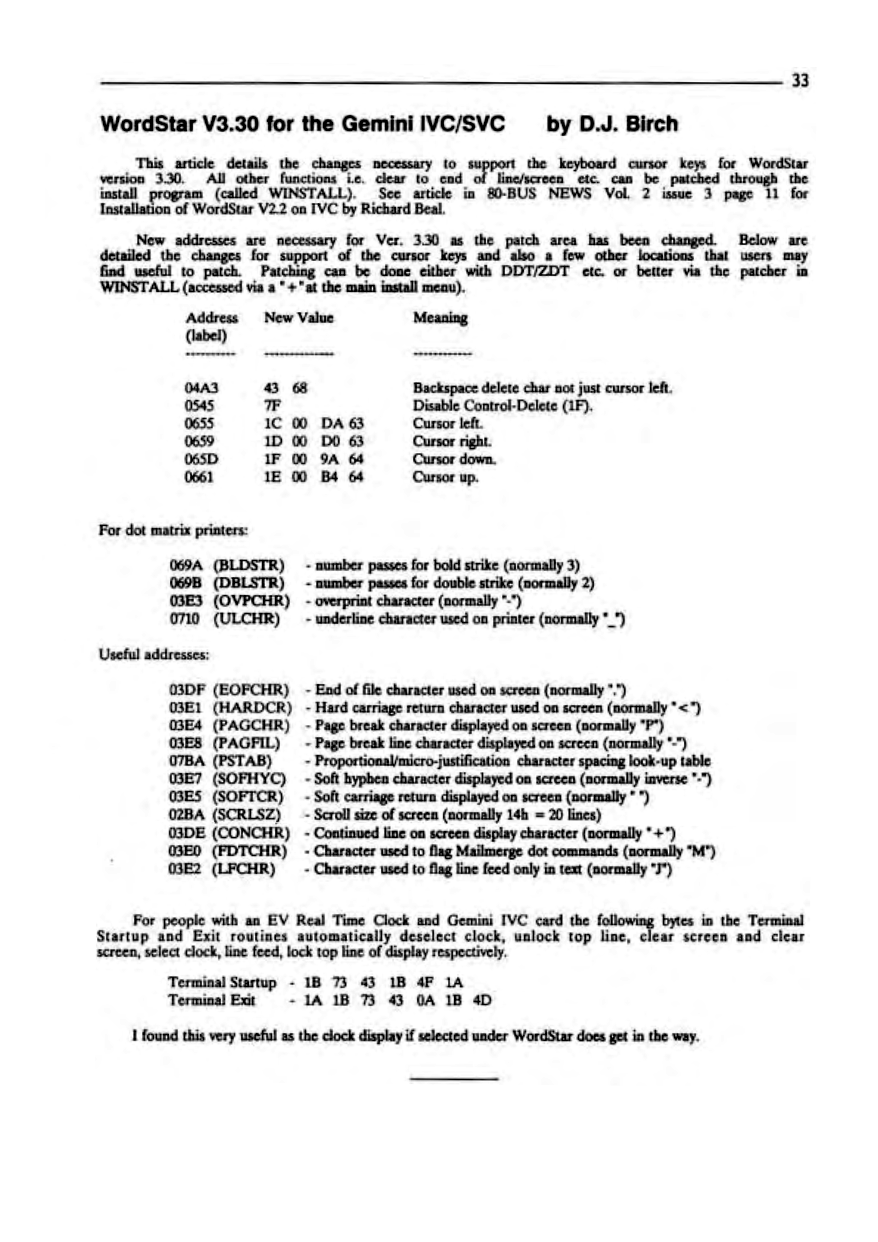 33
WordStar V3.30 for the Gemini IVC/SVC by D.J. Birch
This article details the changes necessary to support the keyboard cursor keys for WordStar
version 3.30. All other functions i.e. clear to end of line/screen etc. can be patched through the
install program (called WINSTALL). See article in 80-BUS NEWS Vol. 2 issue 3 page 11 for
Installation of WordStar V2.2 on IVC by Richard Beal.
New addresses are necessary for Ver. 3.30 as the patch area has been changed. Below are
detailed the changes for support of the cursor keys and also a few other locations that users may
find useful to patch. Patching can be done either with DDT/ZDT etc. or better via the patcher in
WINSTALL (accessed via a "+"at the main install menu).
Address New Value Meaning
(label)
---------- -------------- ------------
04A3 43 68 Backspace delete char not just cursor left.
0545 7F Disable Control-Delete (1F).
0655 1C 00 DA 63 Cursor left.
0659 1D 00 D0 63 Cursor right.
065D 1F 00 9A 64 Cursor down.
0661 1E 00 B4 64 Cursor up.
For dot matrix printers:
069A (BLDSTR) - number passes for bold strike (normally 3)
069B (DBLSTR) - number passes for double strike (normally 2)
03E3 (OVPCHR) - overprint character (normally "-")
0710 (ULCHR) - underline character used on printer (normally "_")
Useful addresses:
03DF (EOFCHR) - End of file character used on screen (normally ".")
03E1 (HARDCR) - Hard carriage return character used on screen (normally "<")
03E4 (PAGCHR) - Page break character displayed on screen (normally "P")
03E8 (PAGFIL) - Page break line character displayed on screen (normally "-")
07BA (PSTAB) - Proportional/micro-justification character spacing look-up table
03E7 (SOFHYC) - Soft hyphen character displayed on screen (normally inverse "-")
03E5 (SOFTCR) - Soft carriage return displayed on screen (normally " ")
02BA (SCRLSZ) - Scroll size of screen (normally 14h = 20 lines)
03DE (CONCHR) - Continued line on screen display character (normally "+")
03E0 (FDTCHR) - Character used to flag Mailmerge dot commands (normally "M")
03E2 (LFCHR) - Character used to flag line feed only in text (normally "J")
For people with an EV Real Time Clock and Gemini IVC card the following bytes in the Terminal
Startup and Exit routines automatically deselect clock, unlock top line, clear screen and clear
screen, select clock, line feed, lock top line of display respectively.
Terminal Startup - 1B 73 43 1B 4F 1A
Terminal Exit - 1A 1B 73 43 0A 1B 4D
I found this very useful as the clock display if selected under WordStar does get in the way.